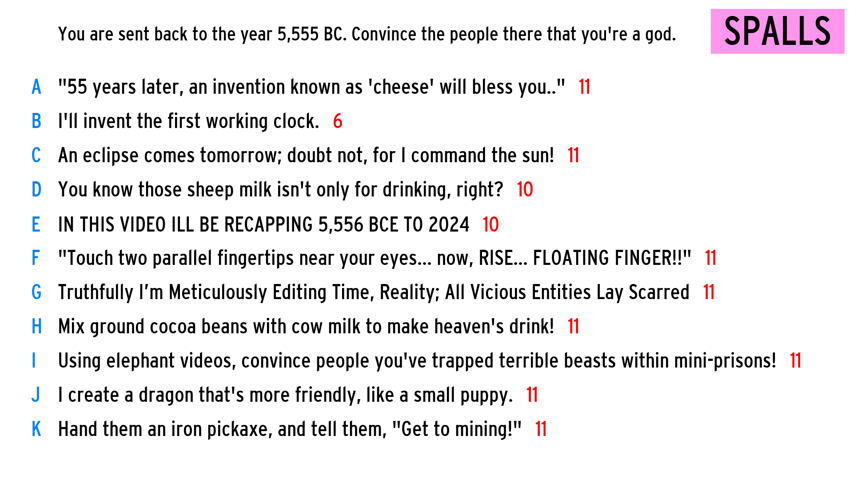 You are sent back to the year 5,555 BC. Convince the people there that you're a god.
SPALLS
A "55 years later, an invention known as 'cheese' will bless you.." 11
B I'll invent the first working clock. 6
C An eclipse comes tomorrow; doubt not, for I command the sun! 11
D You know those sheep milk isn't only for drinking, right? 10
E IN THIS VIDEO ILL BE RECAPPING 5,556 BCE TO 2024 10
F "Touch two parallel fingertips near your eyes... now, RISE... FLOATING FINGER!!" 11
G Truthfully I’m Meticulously Editing Time, Reality; All Vicious Entities Lay Scarred 11
H Mix ground cocoa beans with cow milk to make heaven's drink! 11
I Using elephant videos, convince people you've trapped terrible beasts within mini-prisons! 11
J I create a dragon that's more friendly, like a small puppy. 11
K Hand them an iron pickaxe, and tell them, "Get to mining!" 11